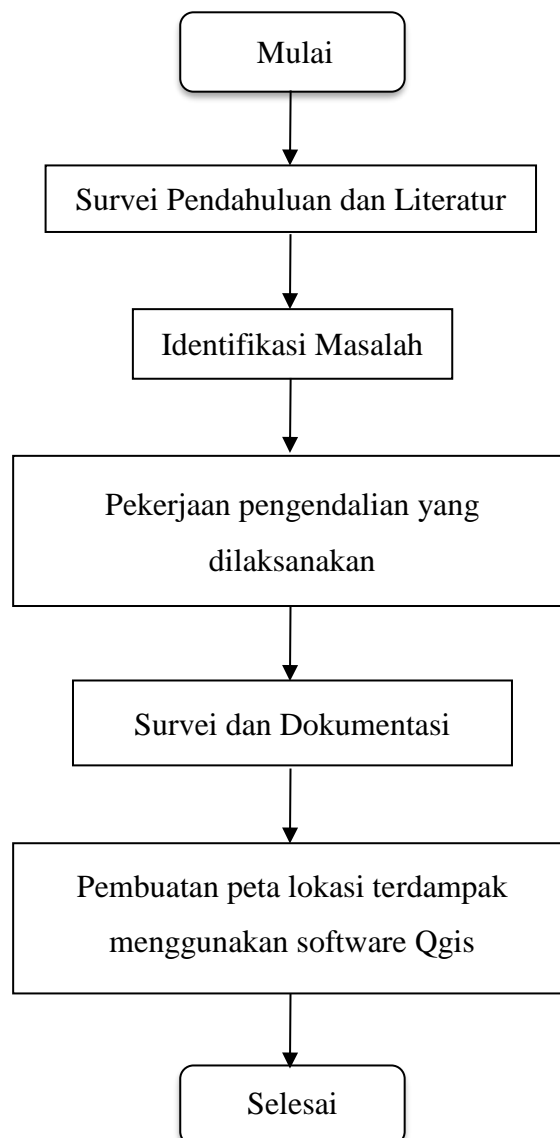 Mulai
Survei Pendahuluan dan Literatur
Identifikasi Masalah
Pekerjaan pengendalian yang
dilaksanakan
Survei dan Dokumentasi
Pembuatan peta lokasi terdampak
menggunakan software Qgis
Selesai